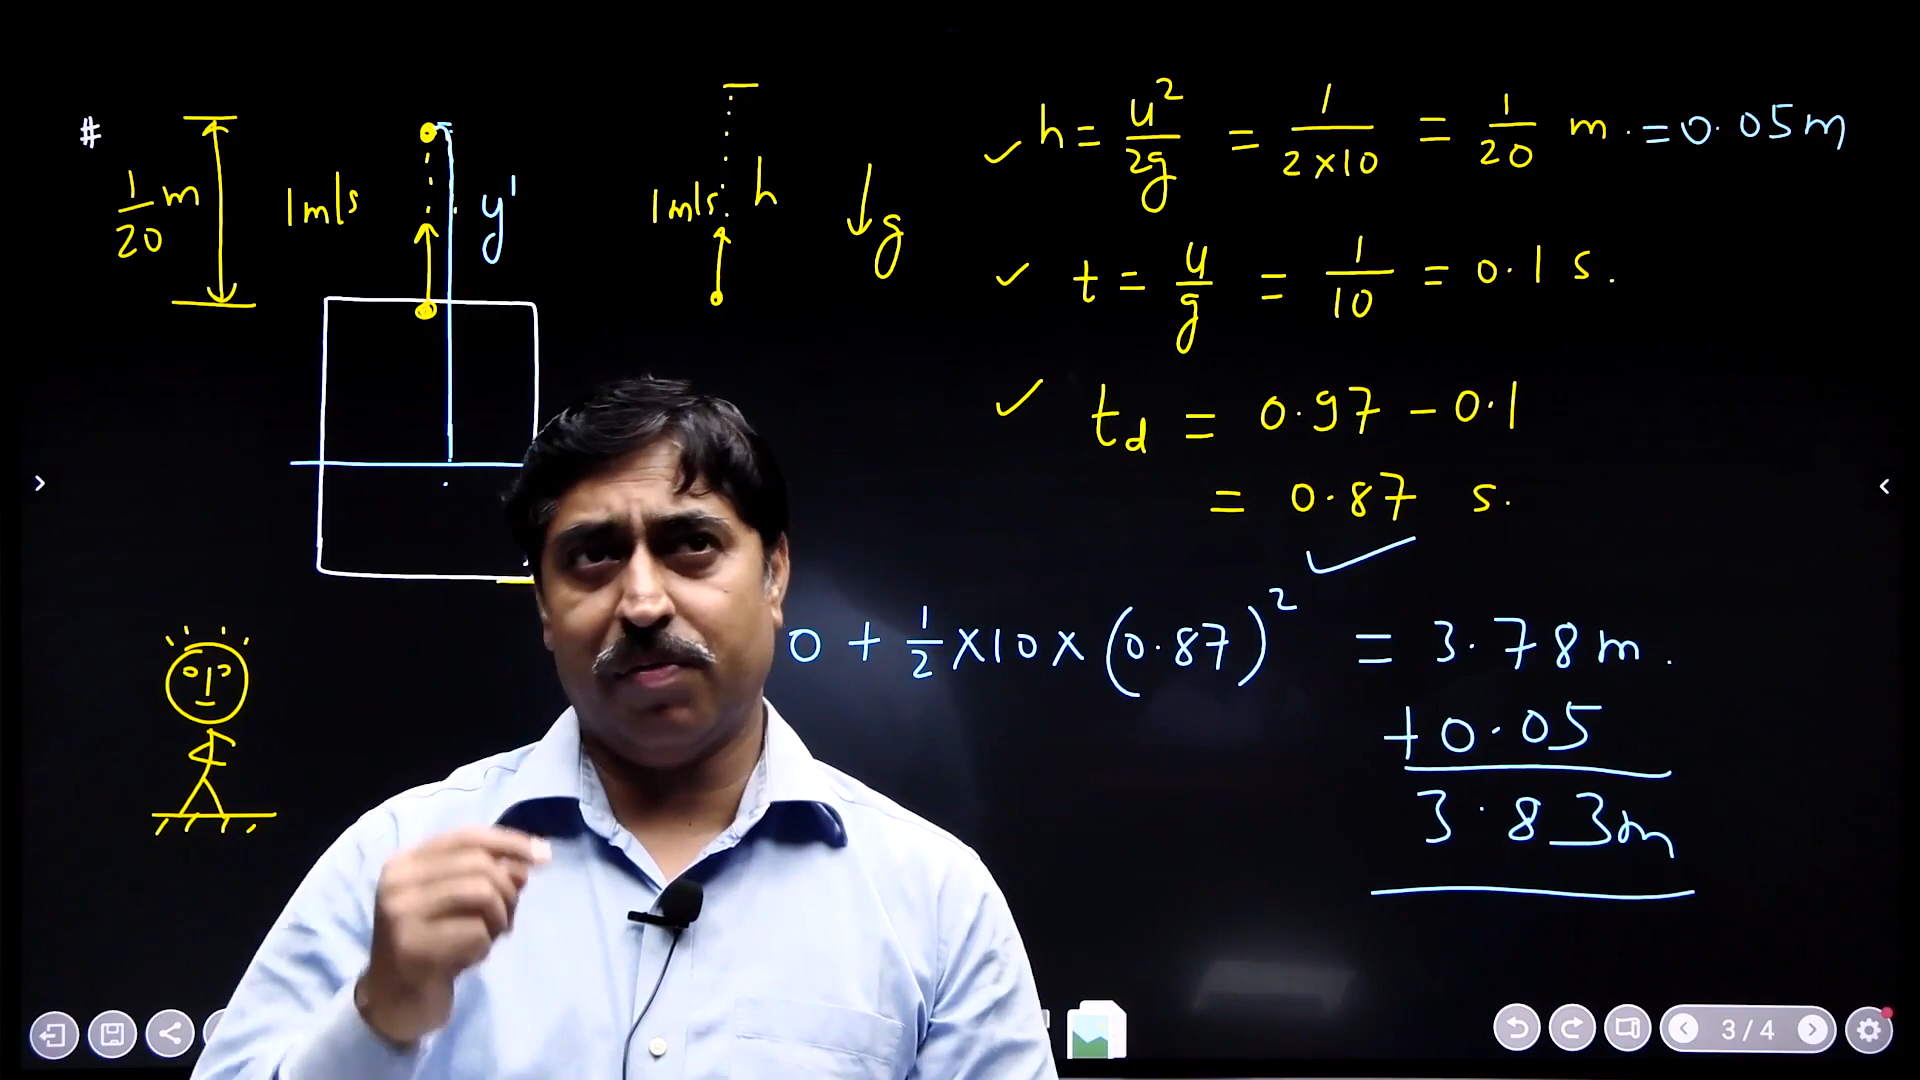 #
1/20 m
1m/s
y'
1m/s
h
↓g
✓ h = u²/2g = 1/(2×10) = 1/20 m. = 0.05m
✓ t = u/g = 1/10 = 0.1 s.
✓ t_d = 0.97 - 0.1
= 0.87 s.
0 + 1/2 ×10× (0.87)² = 3.78 m.
+0.05
3.83m
3 / 4